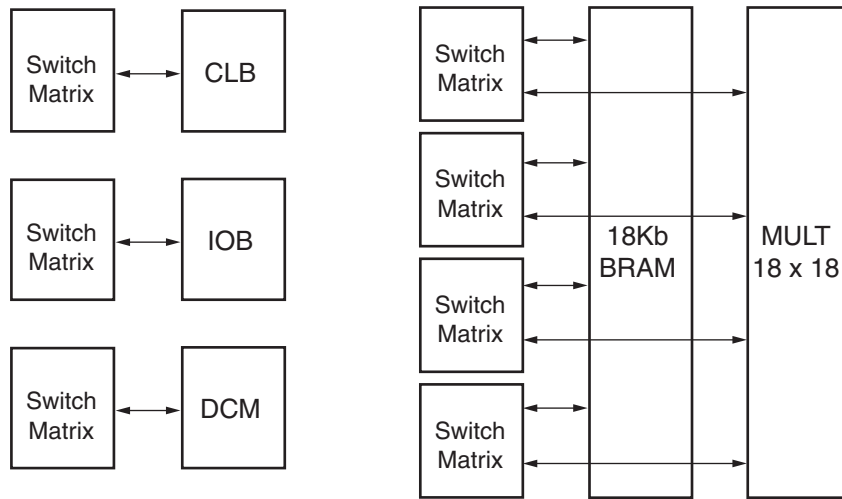 Switch
Matrix
CLB
Switch
Matrix
IOB
Switch
Matrix
DCM
Switch
Matrix
Switch
Matrix
Switch
Matrix
Switch
Matrix
18Kb
BRAM
MULT
18 x 18